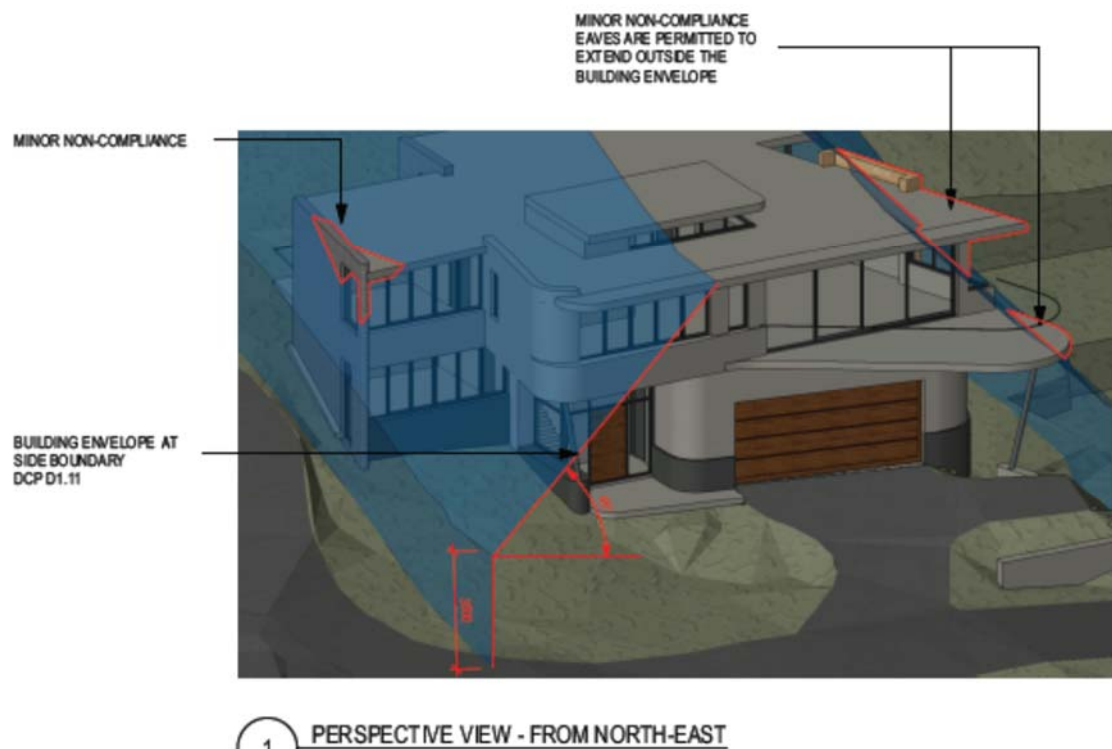 MINOR NON-COMPLIANCE
EAVES ARE PERMITTED TO
EXTEND OUTSIDE THE
BUILDING ENVELOPE
MINOR NON-COMPLIANCE
BUILDING ENVELOPE AT
SIDE BOUNDARY
DCP D1.11
1
PERSPECTIVE VIEW - FROM NORTH-EAST